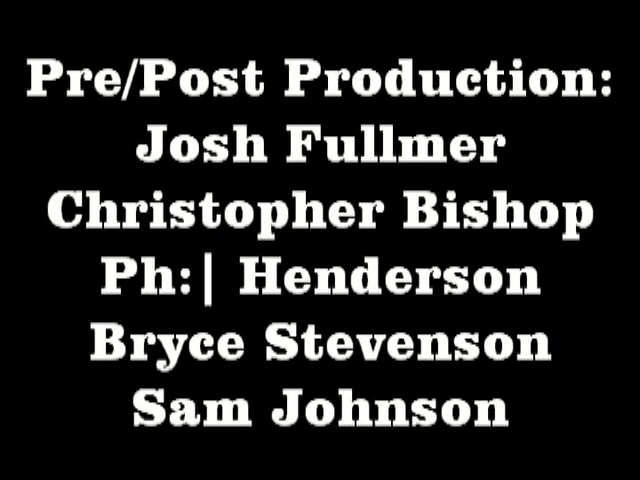 Pre/Post Production:
Josh Fullmer
Christopher Bishop
Ph:| Henderson
Bryce Stevenson
Sam Johnson